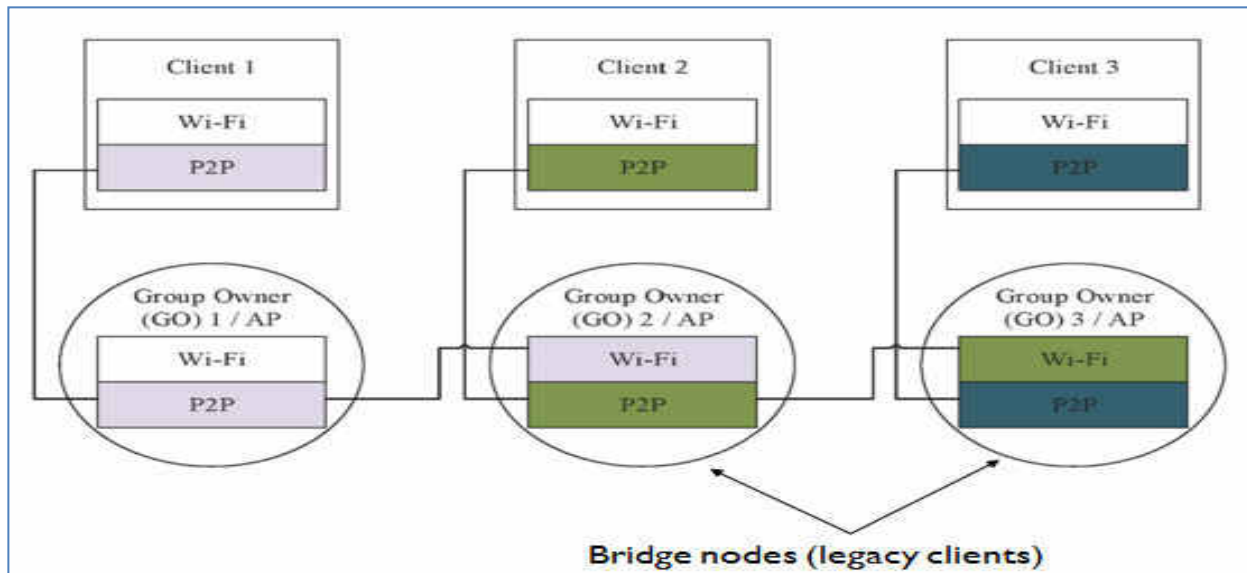 Client 1
Wi-Fi
P2P
Client 2
Wi-Fi
P2P
Client 3
Wi-Fi
P2P
Group Owner
(GO) 1 / AP
Wi-Fi
P2P
Group Owner
(GO) 2 / AP
Wi-Fi
P2P
Group Owner
(GO) 3 / AP
Wi-Fi
P2P
Bridge nodes (legacy clients)